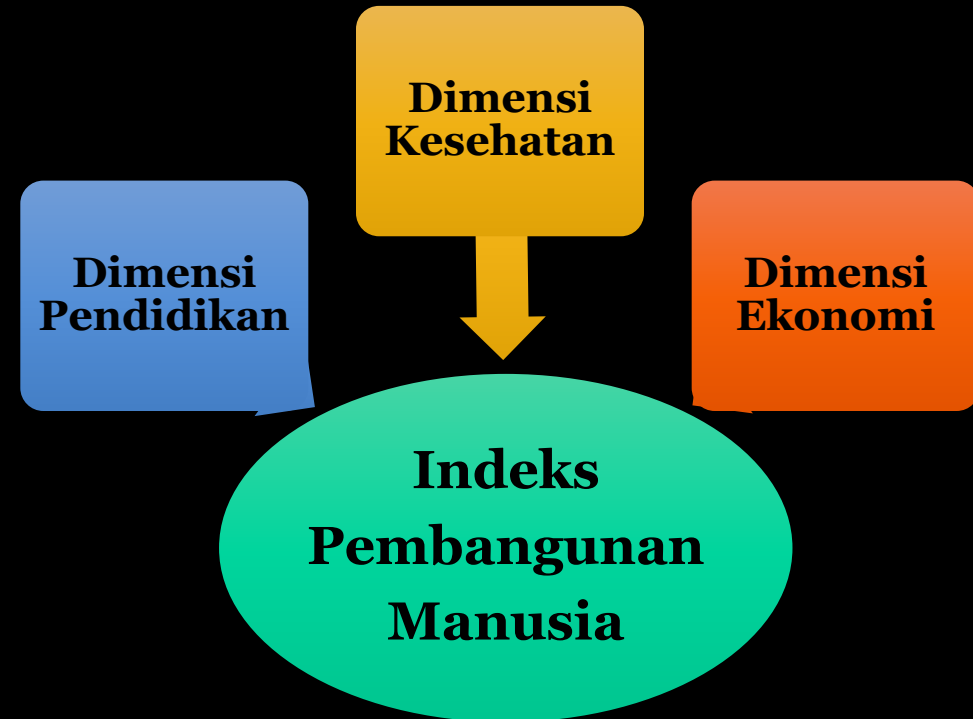 Dimensi
Kesehatan
Dimensi
Pendidikan
Dimensi
Ekonomi
Indeks
Pembangunan
Manusia